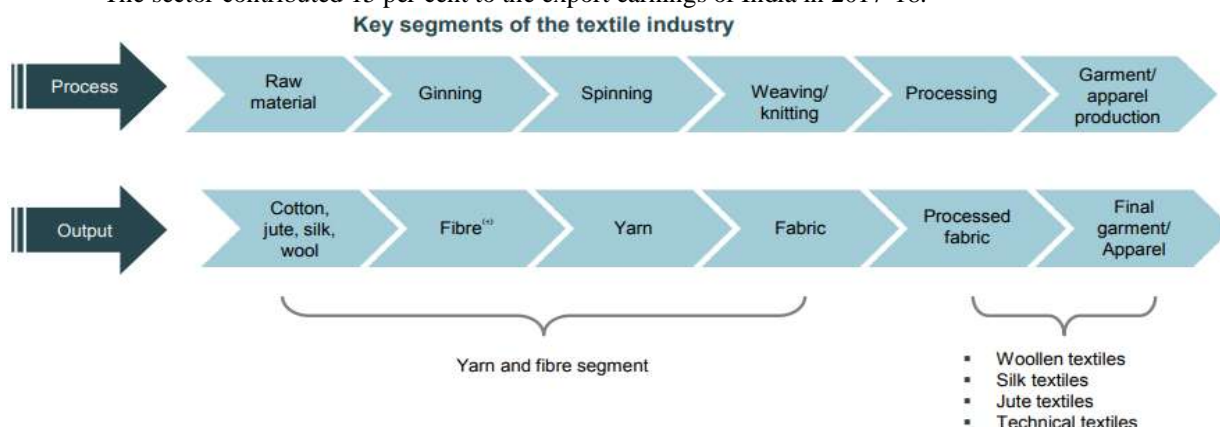 The sector contributed 13 per cent to the export earnings of India in 2017-18.
Key segments of the textile industry
Process
Raw
material
Ginning
Spinning
Weaving/
knitting
Processing
Garment/
apparel
production
Output
Cotton,
jute, silk,
wool
Fibre(+)
Yarn
Fabric
Processed
fabric
Final
garment/
Apparel
Yarn and fibre segment
▪ Woollen textiles
▪ Silk textiles
▪ Jute textiles
▪ Technical textiles